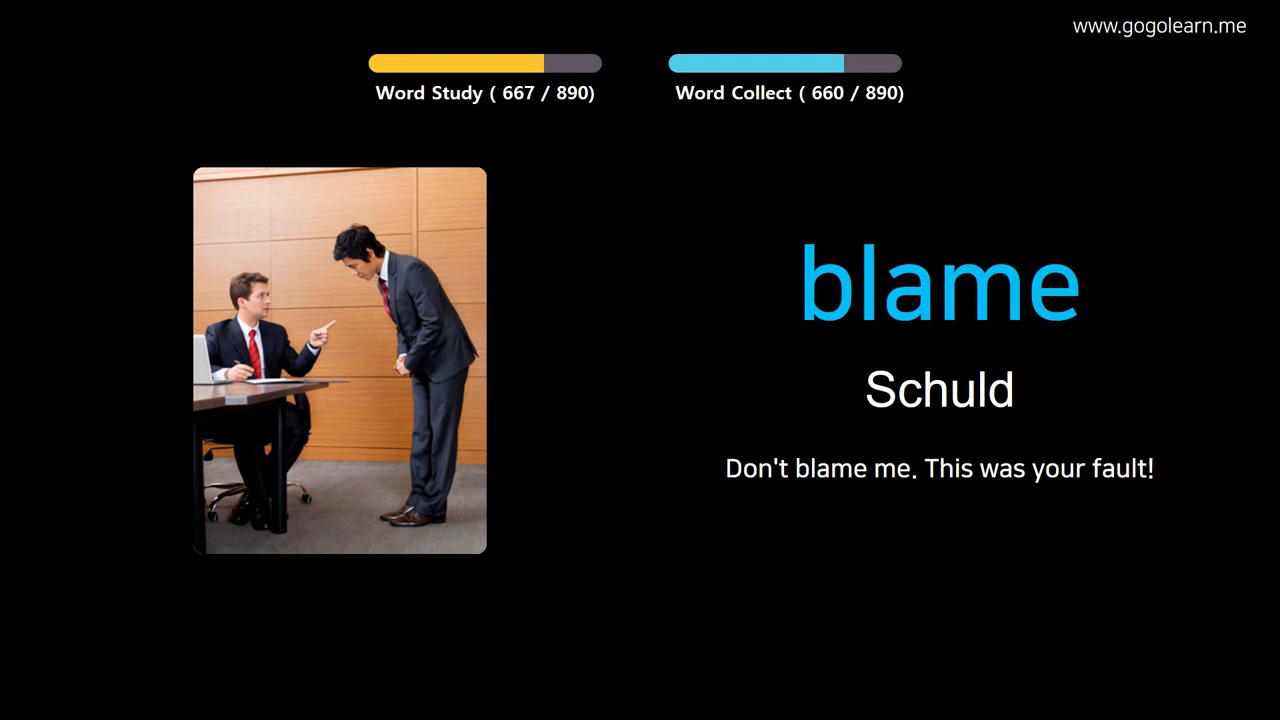 www.gogolearn.me
Word Study ( 667 / 890)
Word Collect ( 660 / 890)
blame
Schuld
Don't blame me. This was your fault!